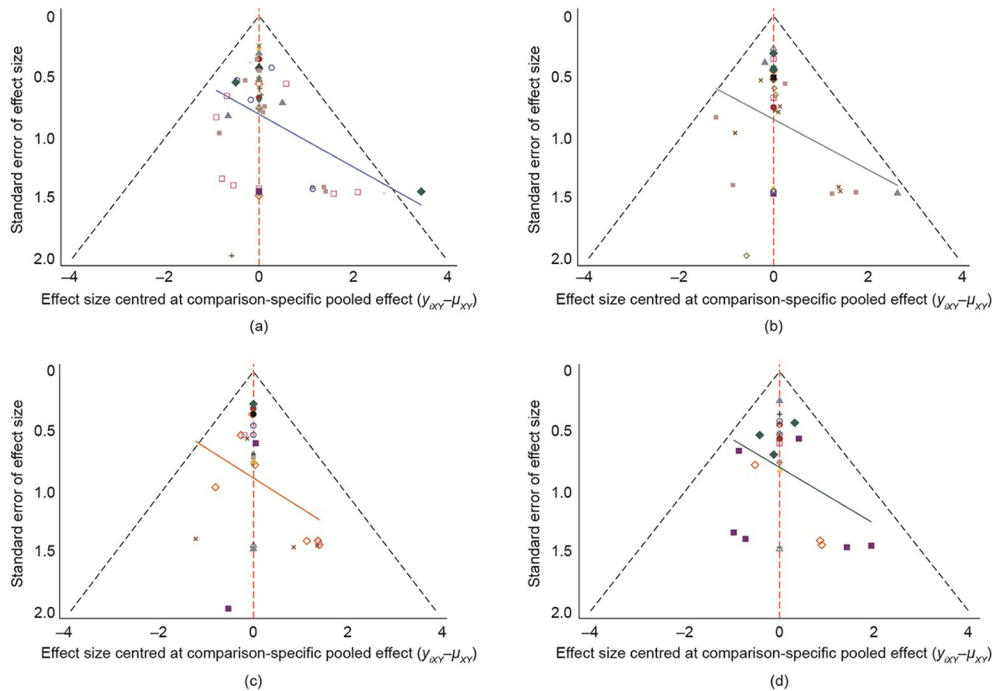 0
0
0.5
0.5
1.0
1.0
1.5
1.5
2.0
2.0
Standard error of effect size
Standard error of effect size
–4 –2 0 2 4
–4 –2 0 2 4
Effect size centred at comparison-specific pooled effect (yiXY–μXY)
Effect size centred at comparison-specific pooled effect (yiXY–μXY)
(a)
(b)
0
0
0.5
0.5
1.0
1.0
1.5
1.5
2.0
2.0
Standard error of effect size
Standard error of effect size
–4 –2 0 2 4
–4 –2 0 2 4
Effect size centred at comparison-specific pooled effect (yiXY–μXY)
Effect size centred at comparison-specific pooled effect (yiXY–μXY)
(c)
(d)